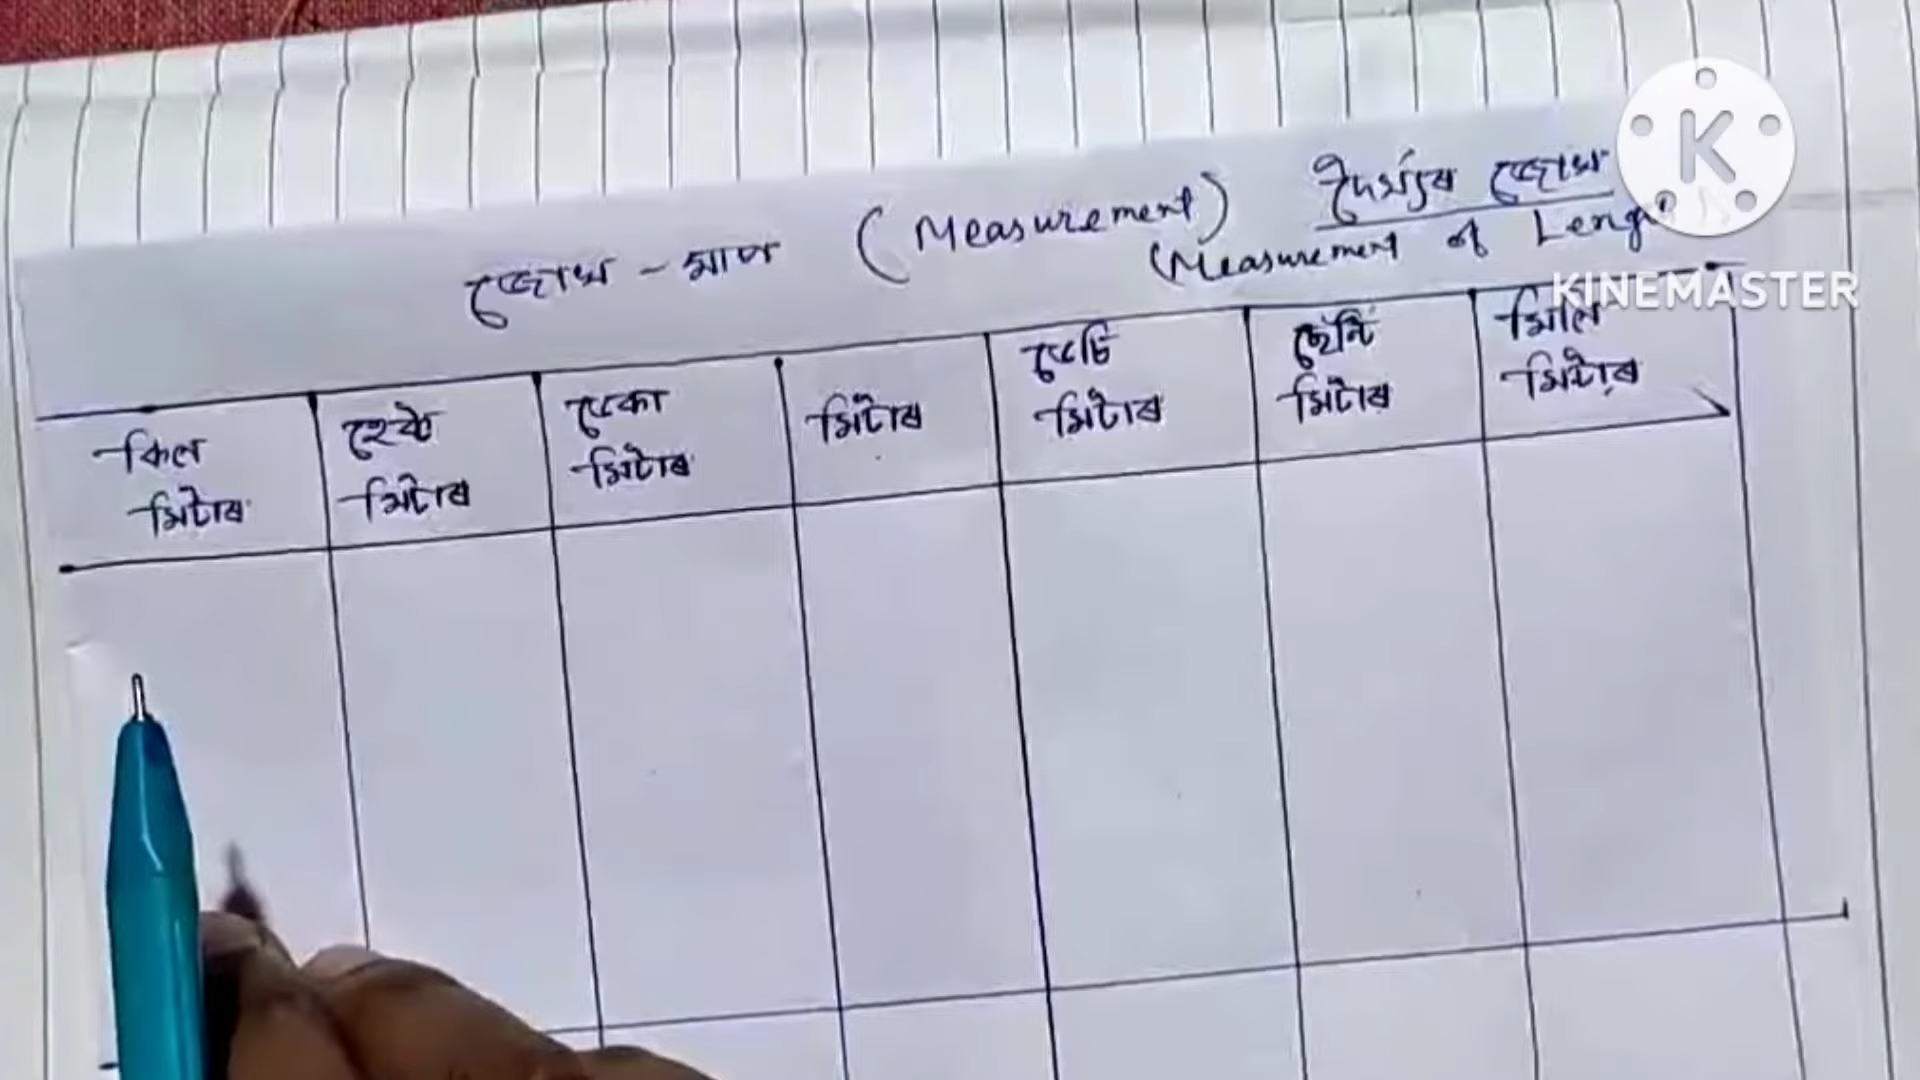 জোখ - মাপ (Measurement)
দৈৰ্ঘ্যৰ জোখ
(Measurement of Leng
কিল মিটাৰ
হেক্টে মিটাৰ
ডেকা মিটাৰ
মিটাৰ
ডেচি মিটাৰ
ছেন্টি মিটাৰ
মিলি মিটাৰ
K
KINEMASTER